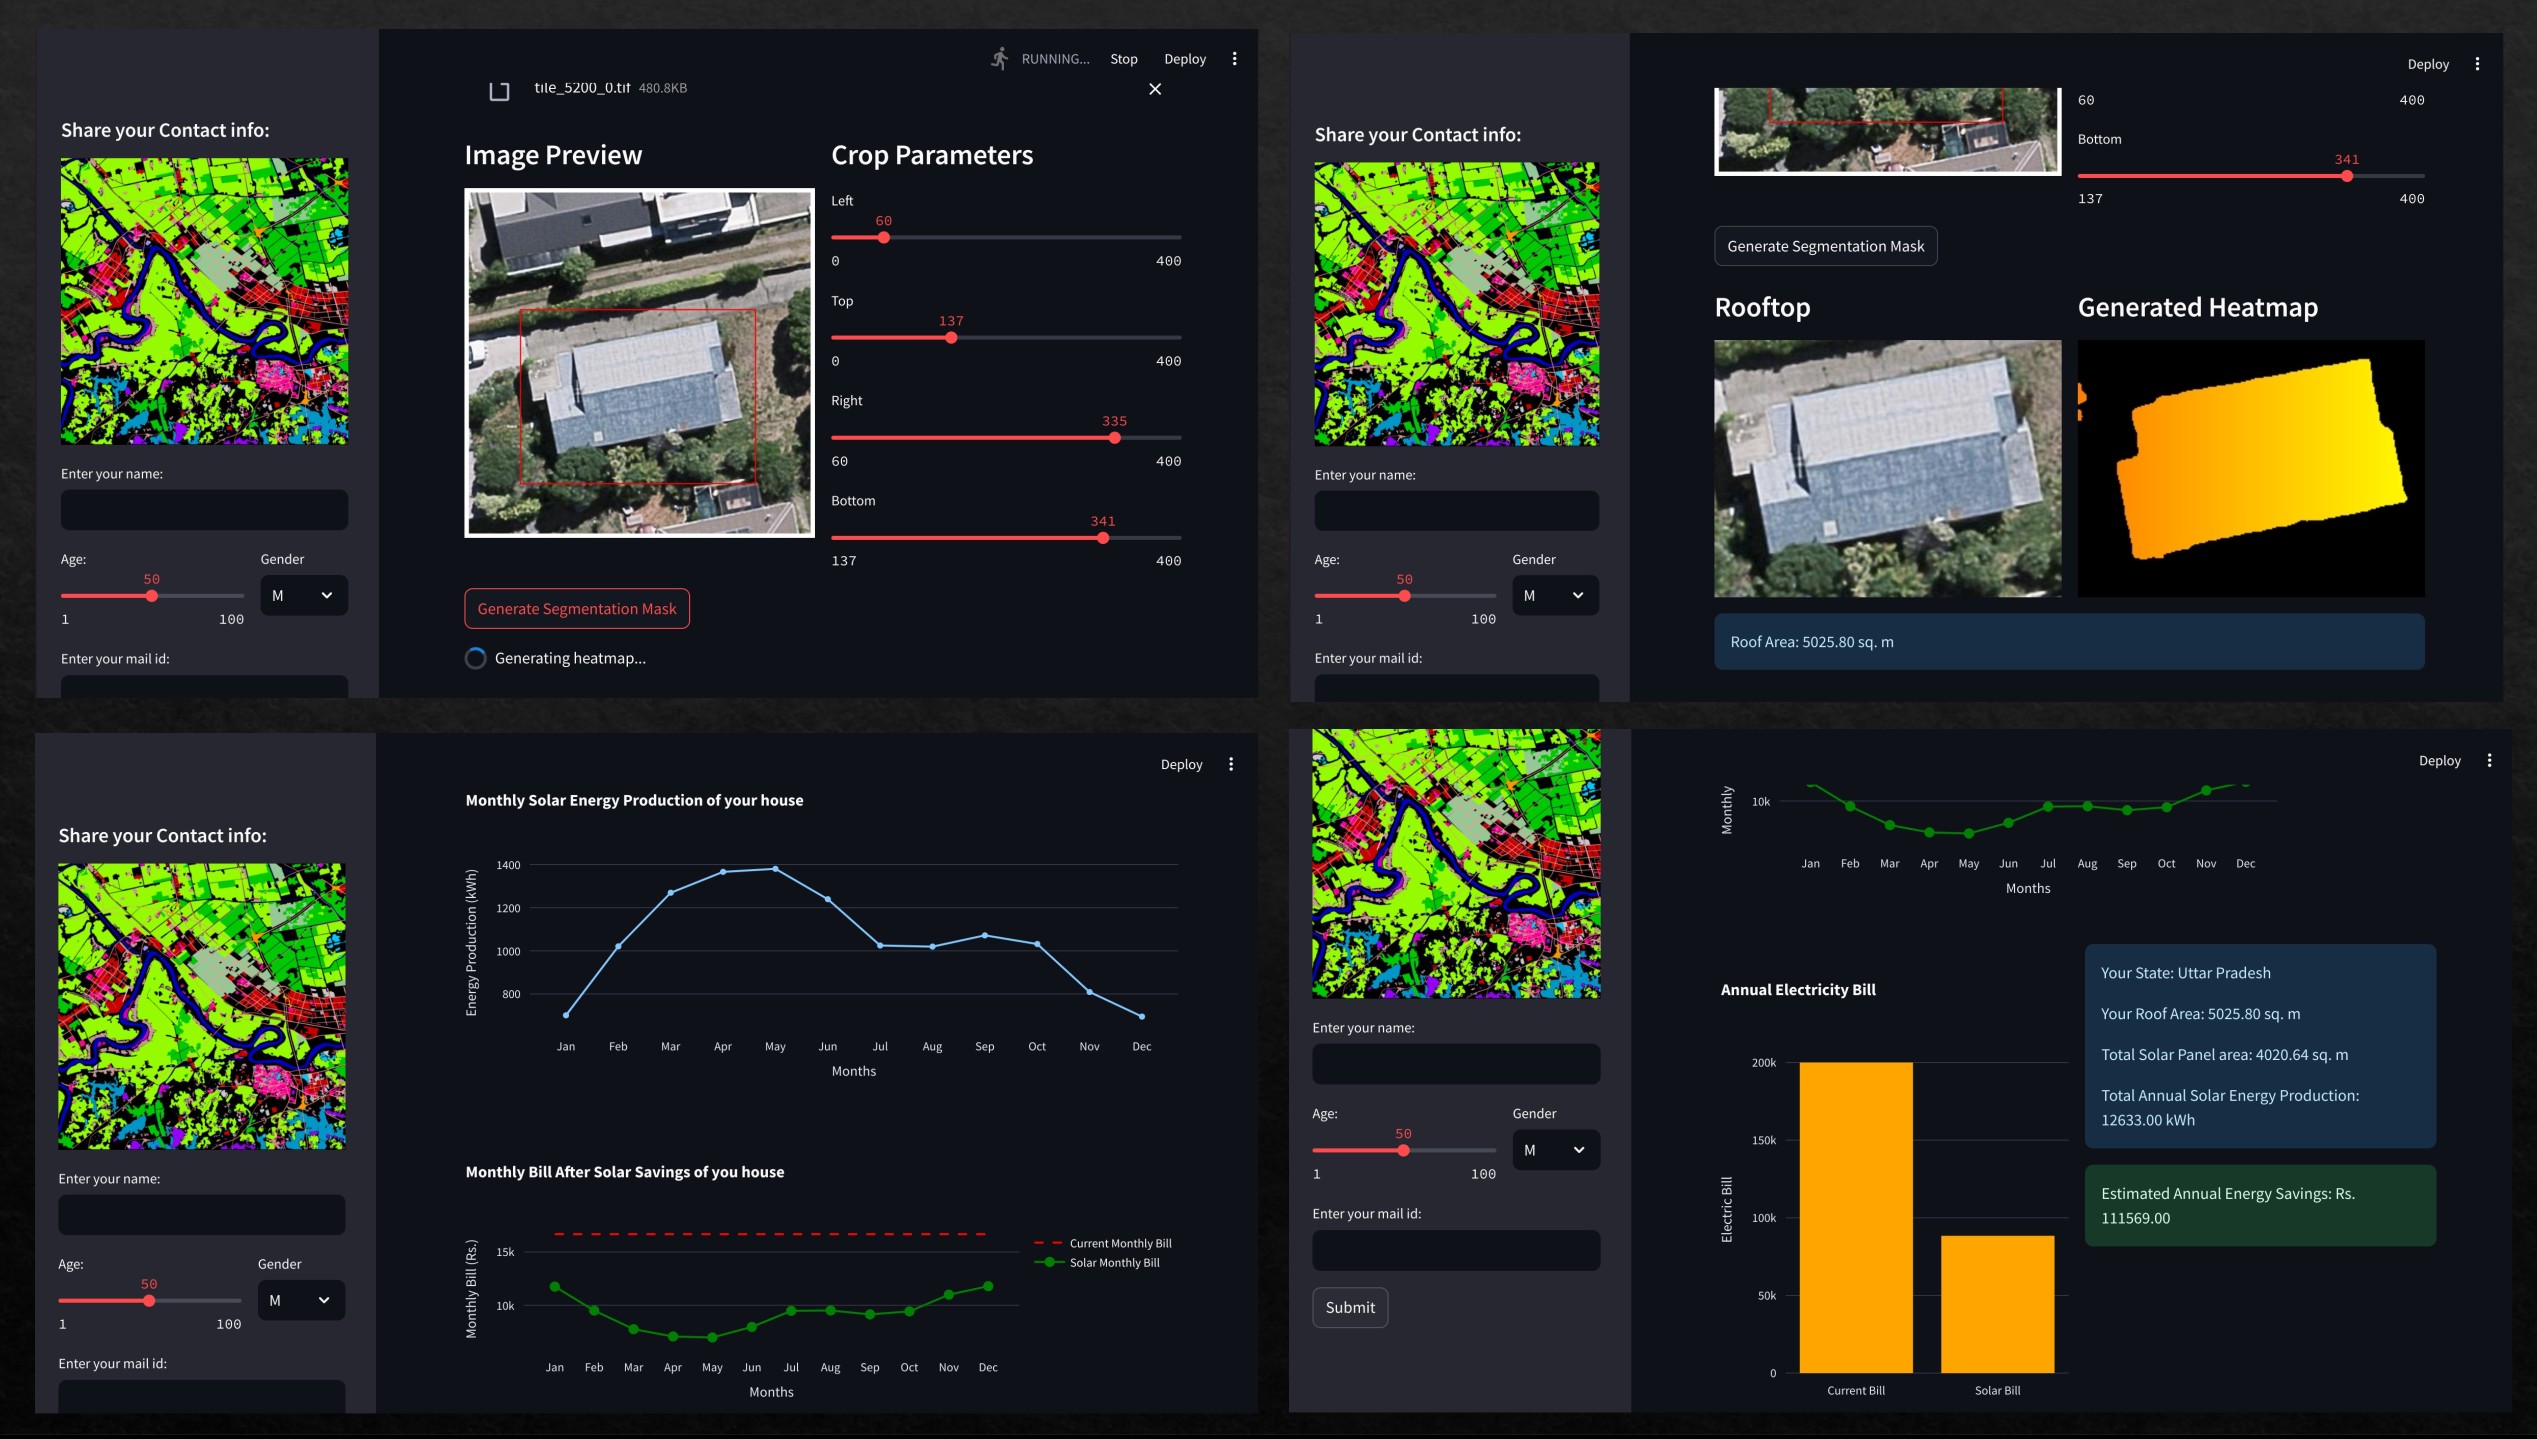 RUNNING...
Stop
Deploy
tile_5200_0.tif 480.8KB
Share your Contact info:
Enter your name:
Age:
Gender
50
M
1
100
Enter your mail id:
Image Preview
Crop Parameters
Left
60
0
400
Top
137
0
400
Right
335
60
400
Bottom
341
137
400
Generate Segmentation Mask
Generating heatmap...
Deploy
Share your Contact info:
Enter your name:
Age:
Gender
50
M
1
100
Enter your mail id:
60
400
Bottom
341
137
400
Generate Segmentation Mask
Rooftop
Generated Heatmap
Roof Area: 5025.80 sq. m
Deploy
Share your Contact info:
Enter your name:
Age:
Gender
50
M
1
100
Enter your mail id:
Monthly Solar Energy Production of your house
Energy Production (kWh)
1400
1200
1000
800
Jan Feb Mar Apr May Jun Jul Aug Sep Oct Nov Dec
Months
Monthly Bill After Solar Savings of you house
Monthly Bill (Rs.)
15k
10k
Current Monthly Bill
Solar Monthly Bill
Jan Feb Mar Apr May Jun Jul Aug Sep Oct Nov Dec
Months
Deploy
Enter your name:
Age:
Gender
50
M
1
100
Enter your mail id:
Submit
Monthly
10k
Jan Feb Mar Apr May Jun Jul Aug Sep Oct Nov Dec
Months
Annual Electricity Bill
Electric Bill
200k
150k
100k
50k
0
Current Bill
Solar Bill
Your State: Uttar Pradesh
Your Roof Area: 5025.80 sq. m
Total Solar Panel area: 4020.64 sq. m
Total Annual Solar Energy Production:
12633.00 kWh
Estimated Annual Energy Savings: Rs.
111569.00